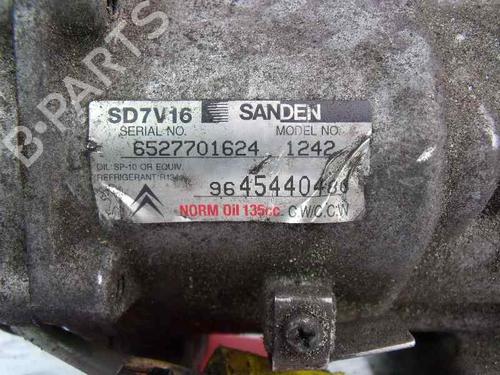 B-PARTS
SD7V16 SANDEN
SERIAL NO. MODEL NO.
6527701624 1242
OIL: SP-10 OR EQUIV.
REFRIGERANT: R134a
9645440480
NORM Oil 135cc. C.W/C.C.W